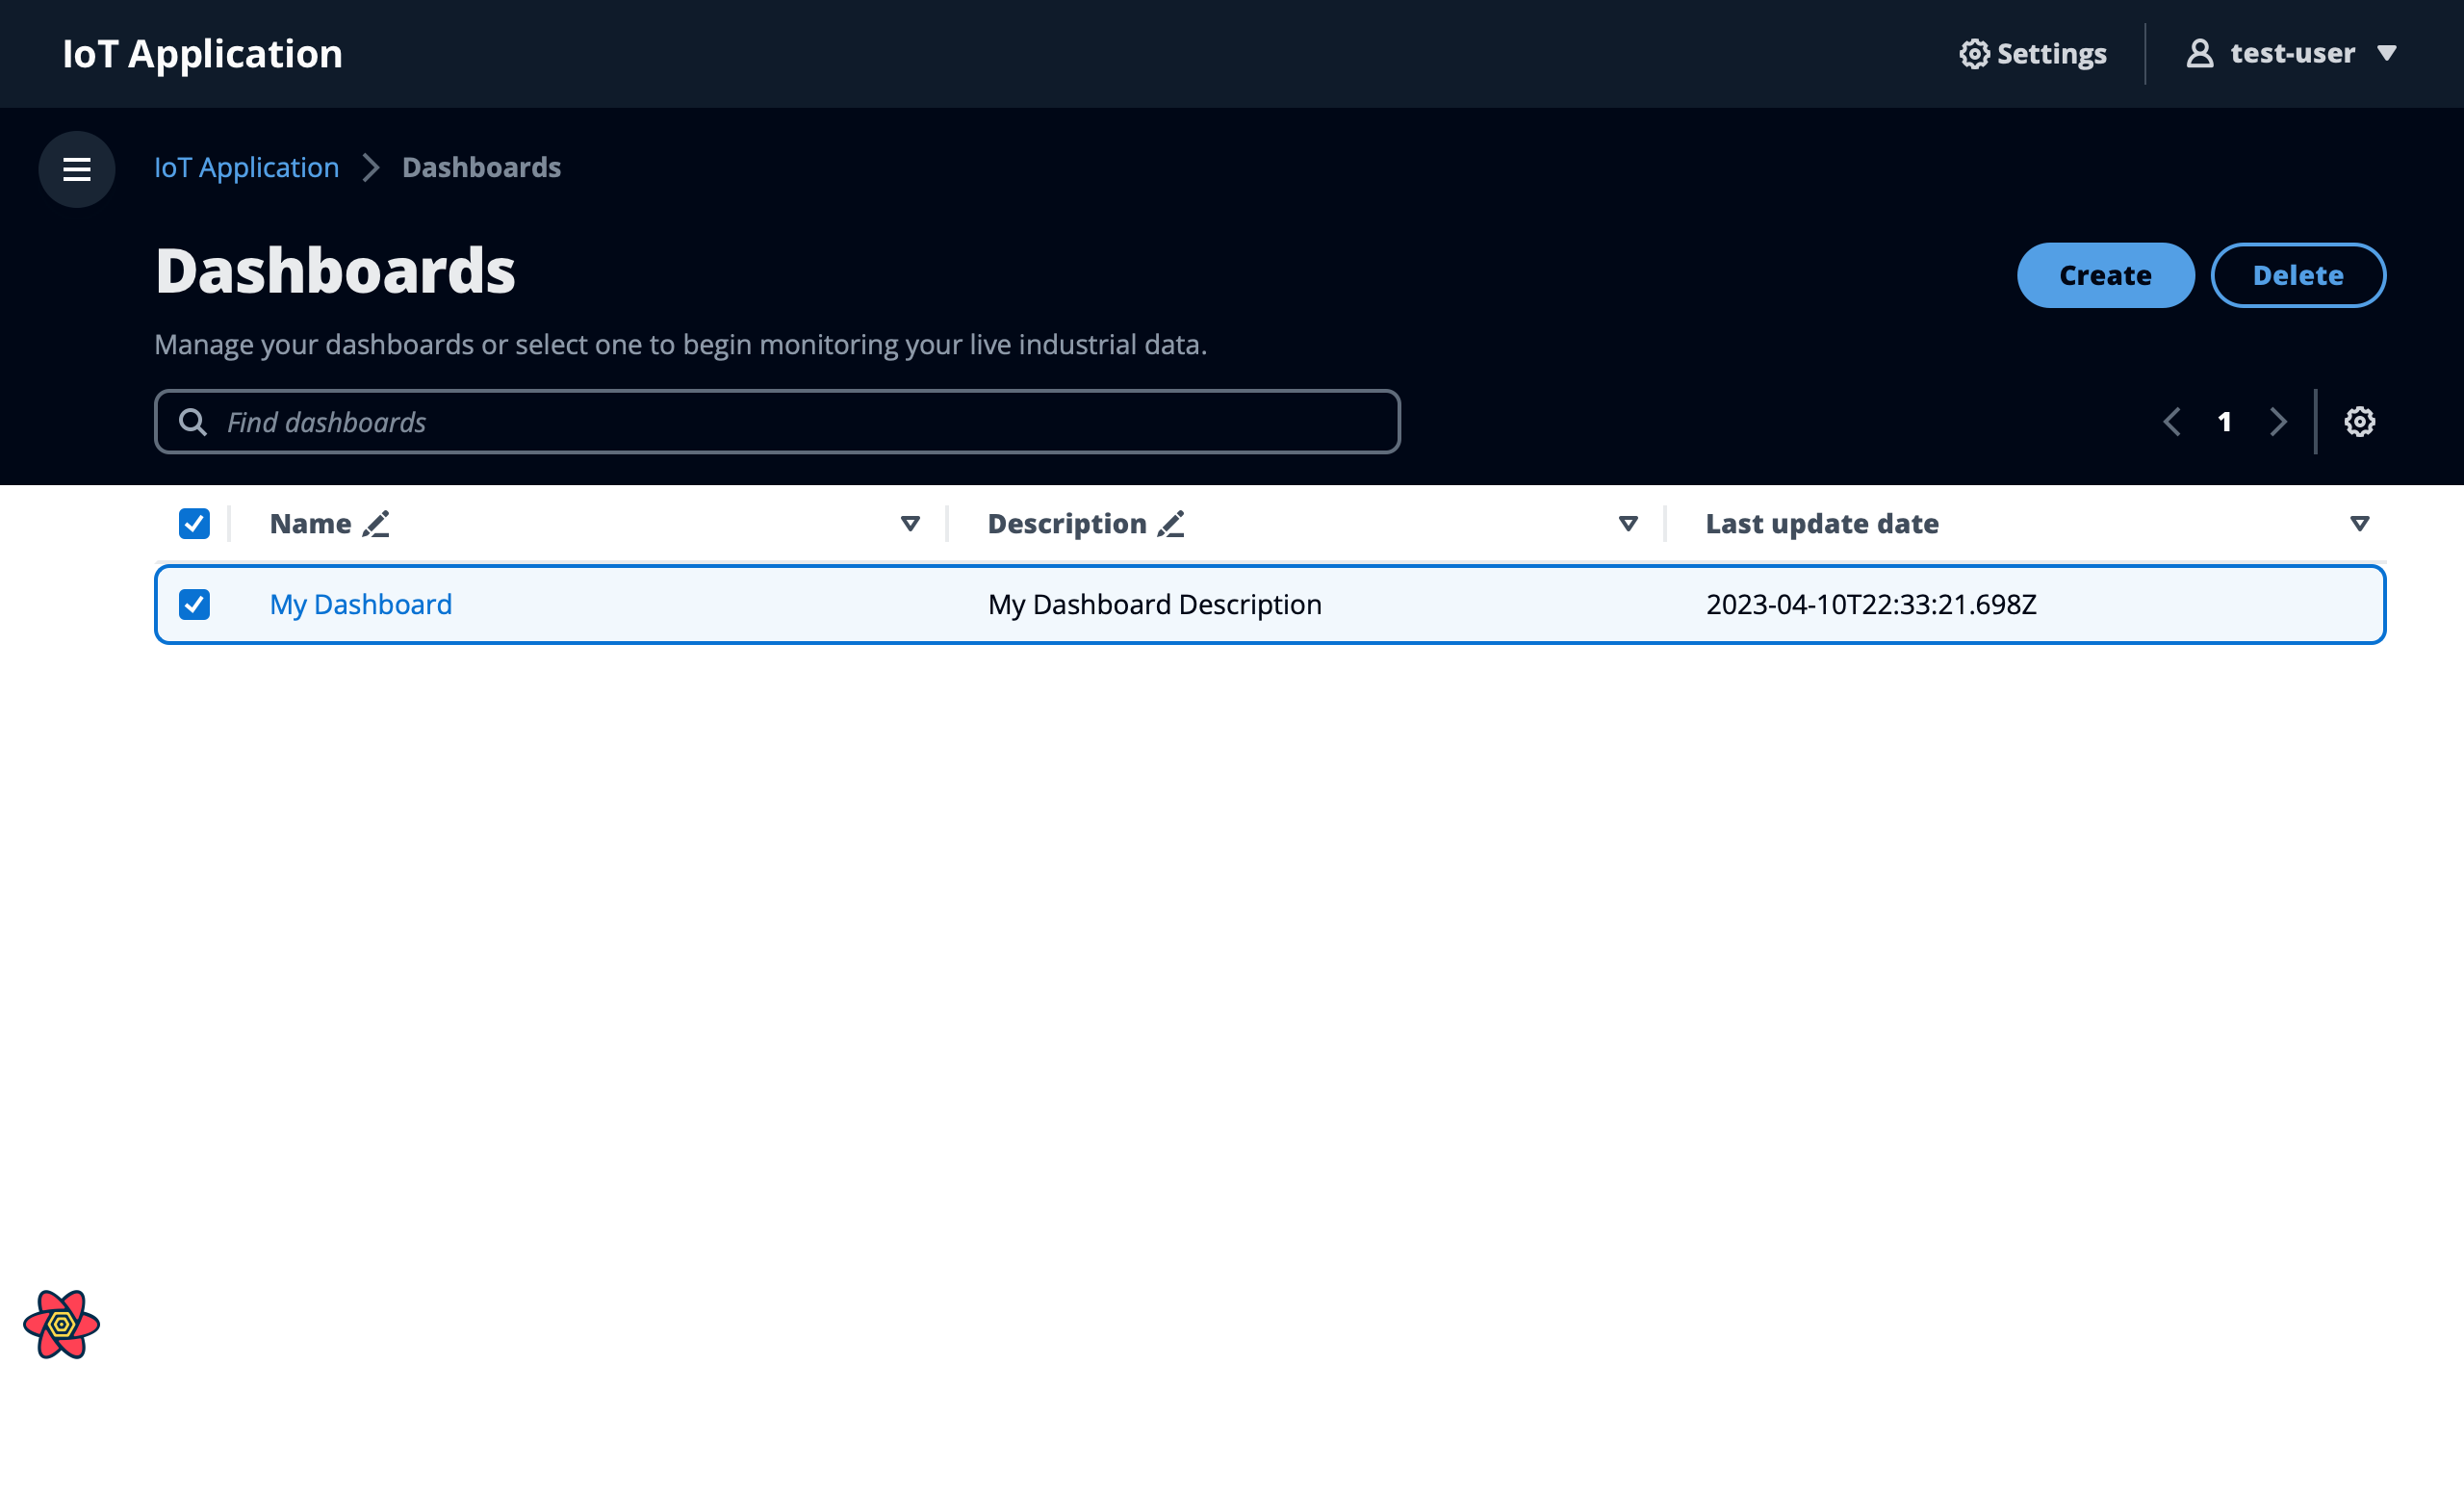 IoT Application
Settings
test-user
IoT Application
Dashboards
Dashboards
Create
Delete
Manage your dashboards or select one to begin monitoring your live industrial data.
Find dashboards
1
Name
Description
Last update date
My Dashboard
My Dashboard Description
2023-04-10T22:33:21.698Z